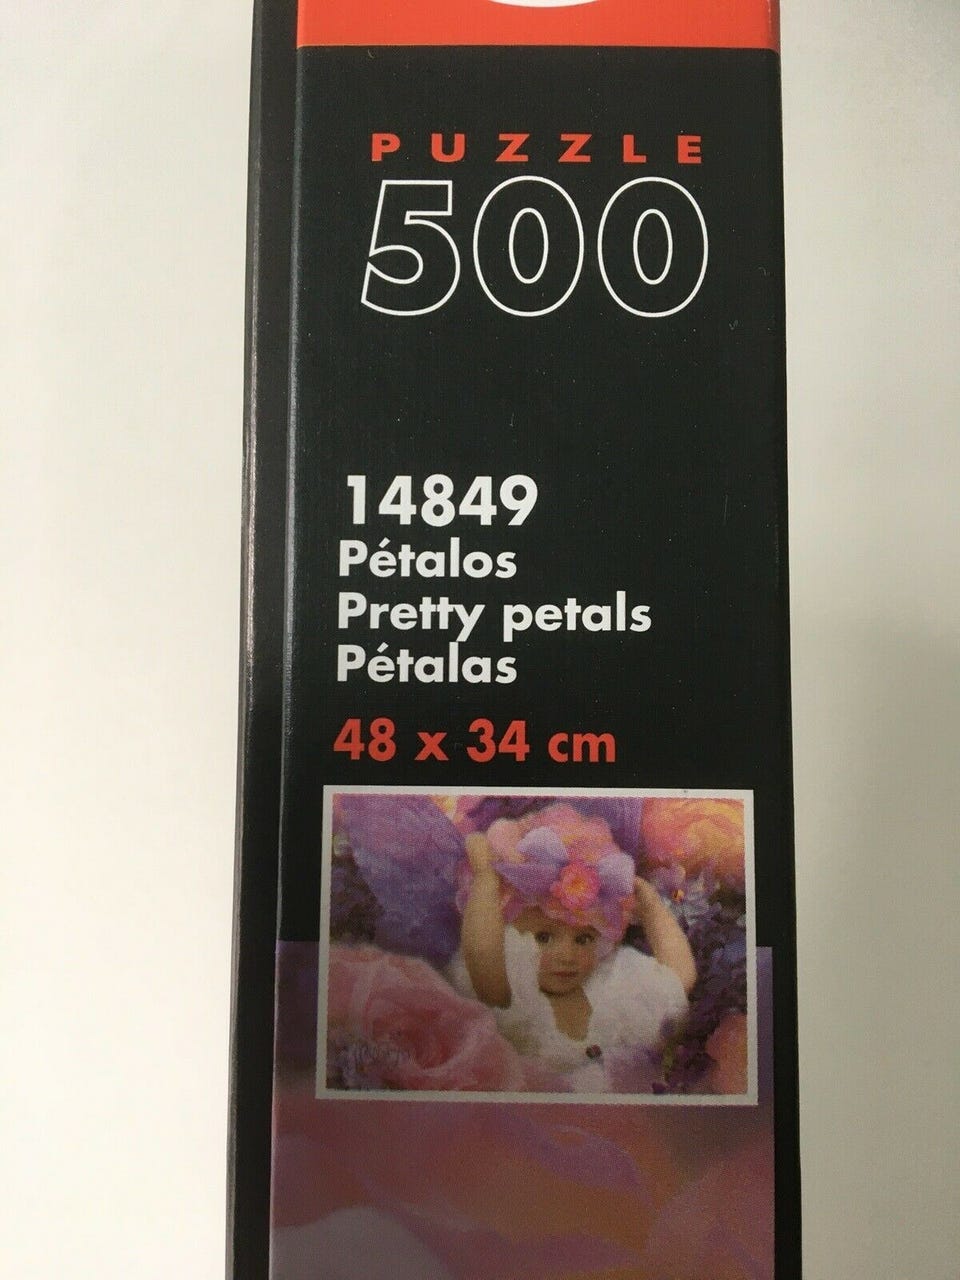 PUZZLE
500
14849
Pétalos
Pretty petals
Pétalas
48 x 34 cm